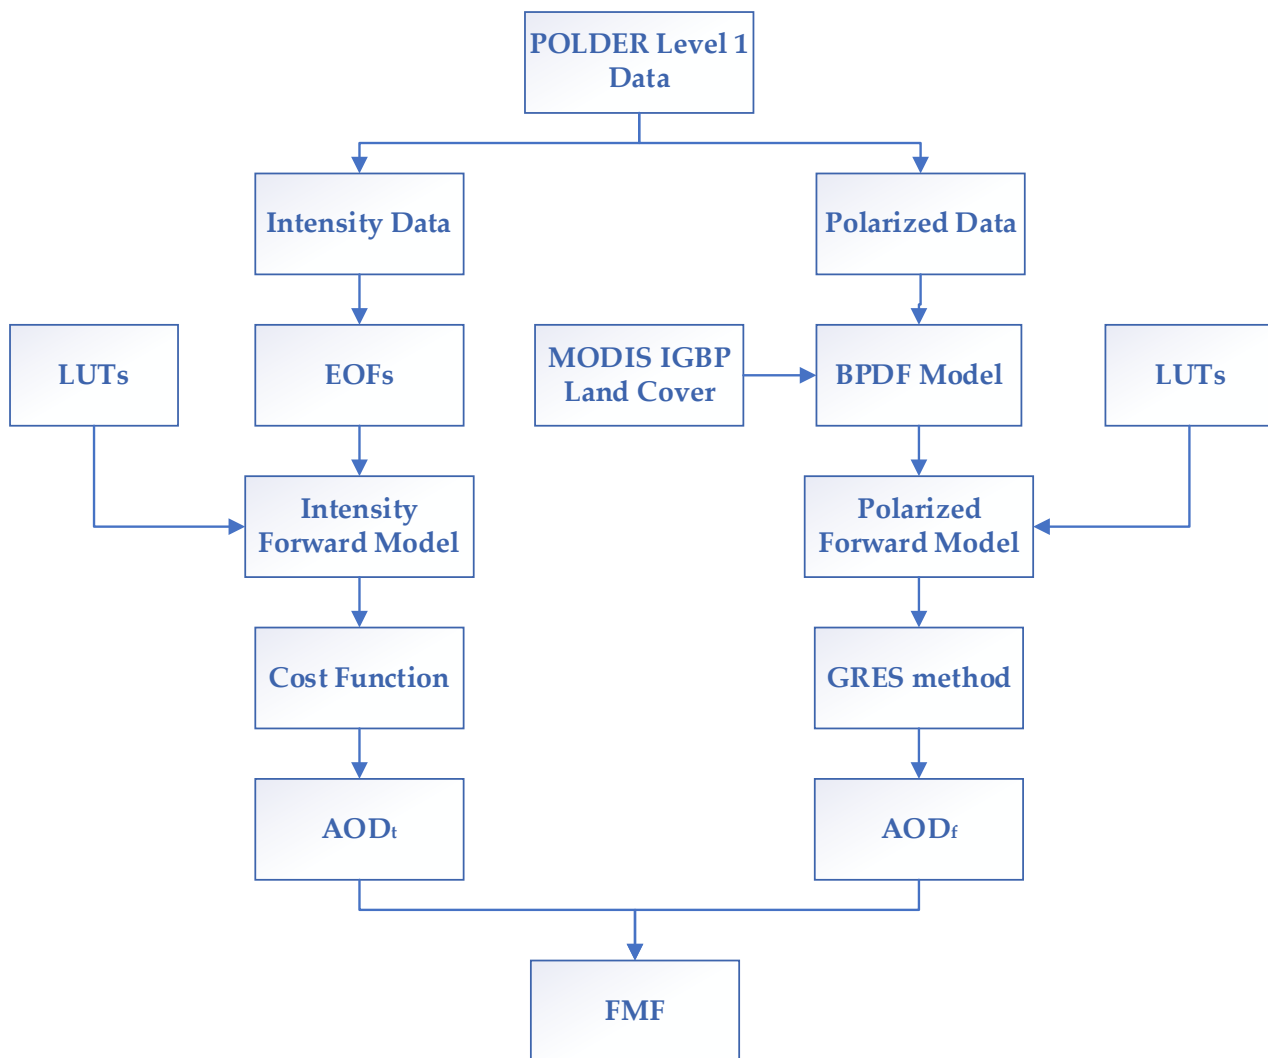 POLDER Level 1
Data
Intensity Data
Polarized Data
LUTs
EOFs
MODIS IGBP
Land Cover
BPDF Model
LUTs
Intensity
Forward Model
Polarized
Forward Model
Cost Function
GRES method
AODt
AODf
FMF